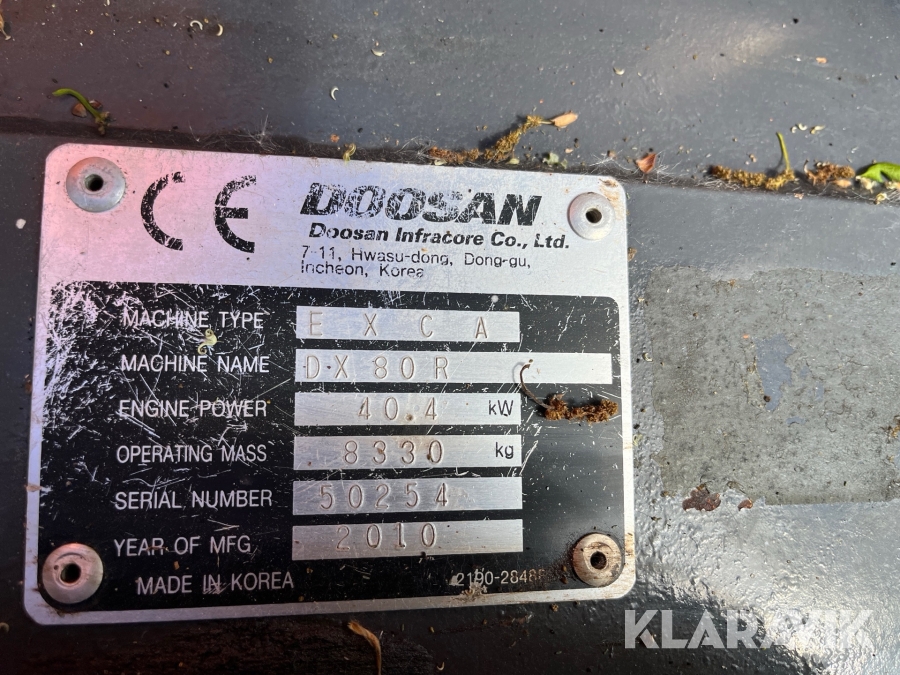 CE DOOSAN
Doosan Infracore Co., Ltd.
7-11, Hwasu-dong, Dong-gu,
Incheon, Korea
MACHINE TYPE EXCA
MACHINE NAME DX80R
ENGINE POWER 40.4 kW
OPERATING MASS 8330 kg
SERIAL NUMBER 50254
YEAR OF MFG 2010
MADE IN KOREA
KLARAVIK